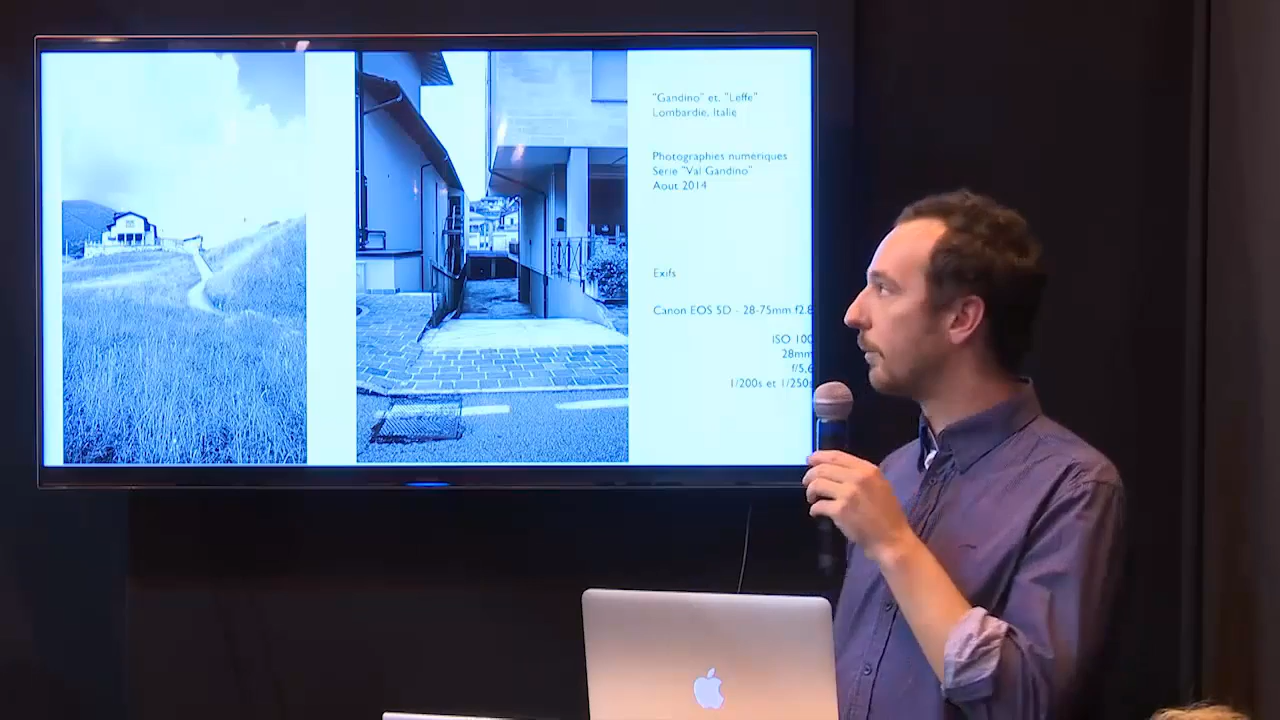 "Gandino" et. "Leffe"
Lombardie, Italie
Photographies numeriques
Serie "Val Gandino"
Aout 2014
Exifs
Canon EOS 5D - 28-75mm f2.8
ISO 100
28mm
f/5,6
1/200s et 1/250s